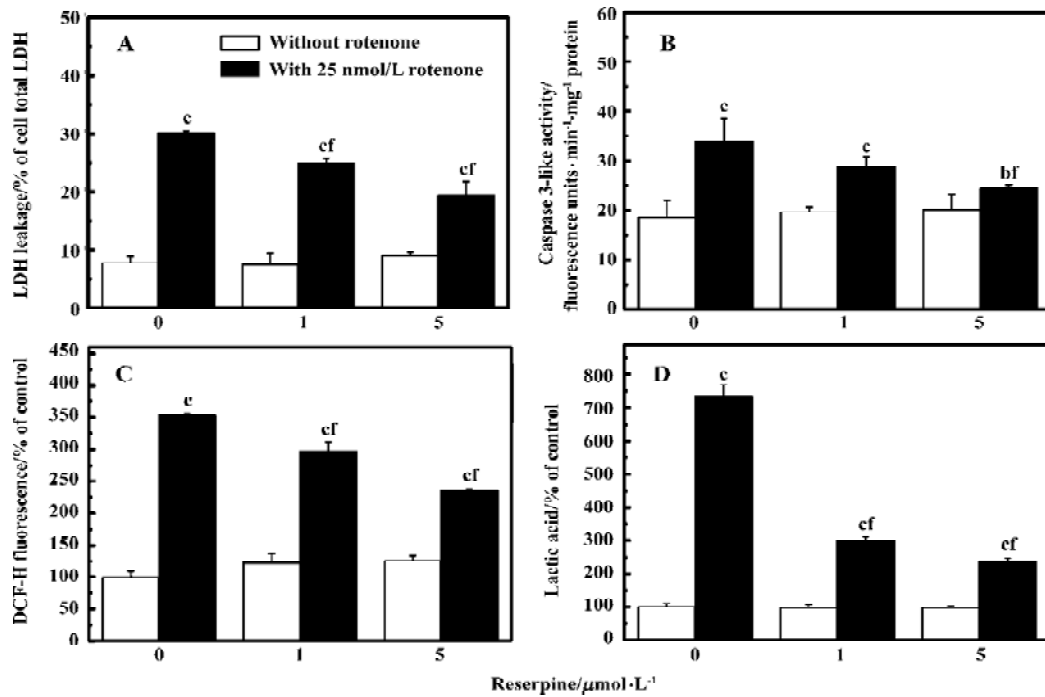 A
Without rotenone
With 25 nmol/L rotenone
LDH leakage/% of cell total LDH
50
40
30
20
10
0
c
cf
cf
0 1 5
B
Caspase 3-like activity/
fluorescence units·min⁻¹·mg⁻¹ protein
60
50
40
30
20
10
0
c
c
bf
0 1 5
C
DCF-H fluorescence/% of control
450
350
300
250
200
150
100
50
0
c
cf
cf
0 1 5
D
Lactic acid/% of control
800
700
600
500
400
300
200
100
0
c
cf
cf
0 1 5
Reserpine/μmol·L⁻¹